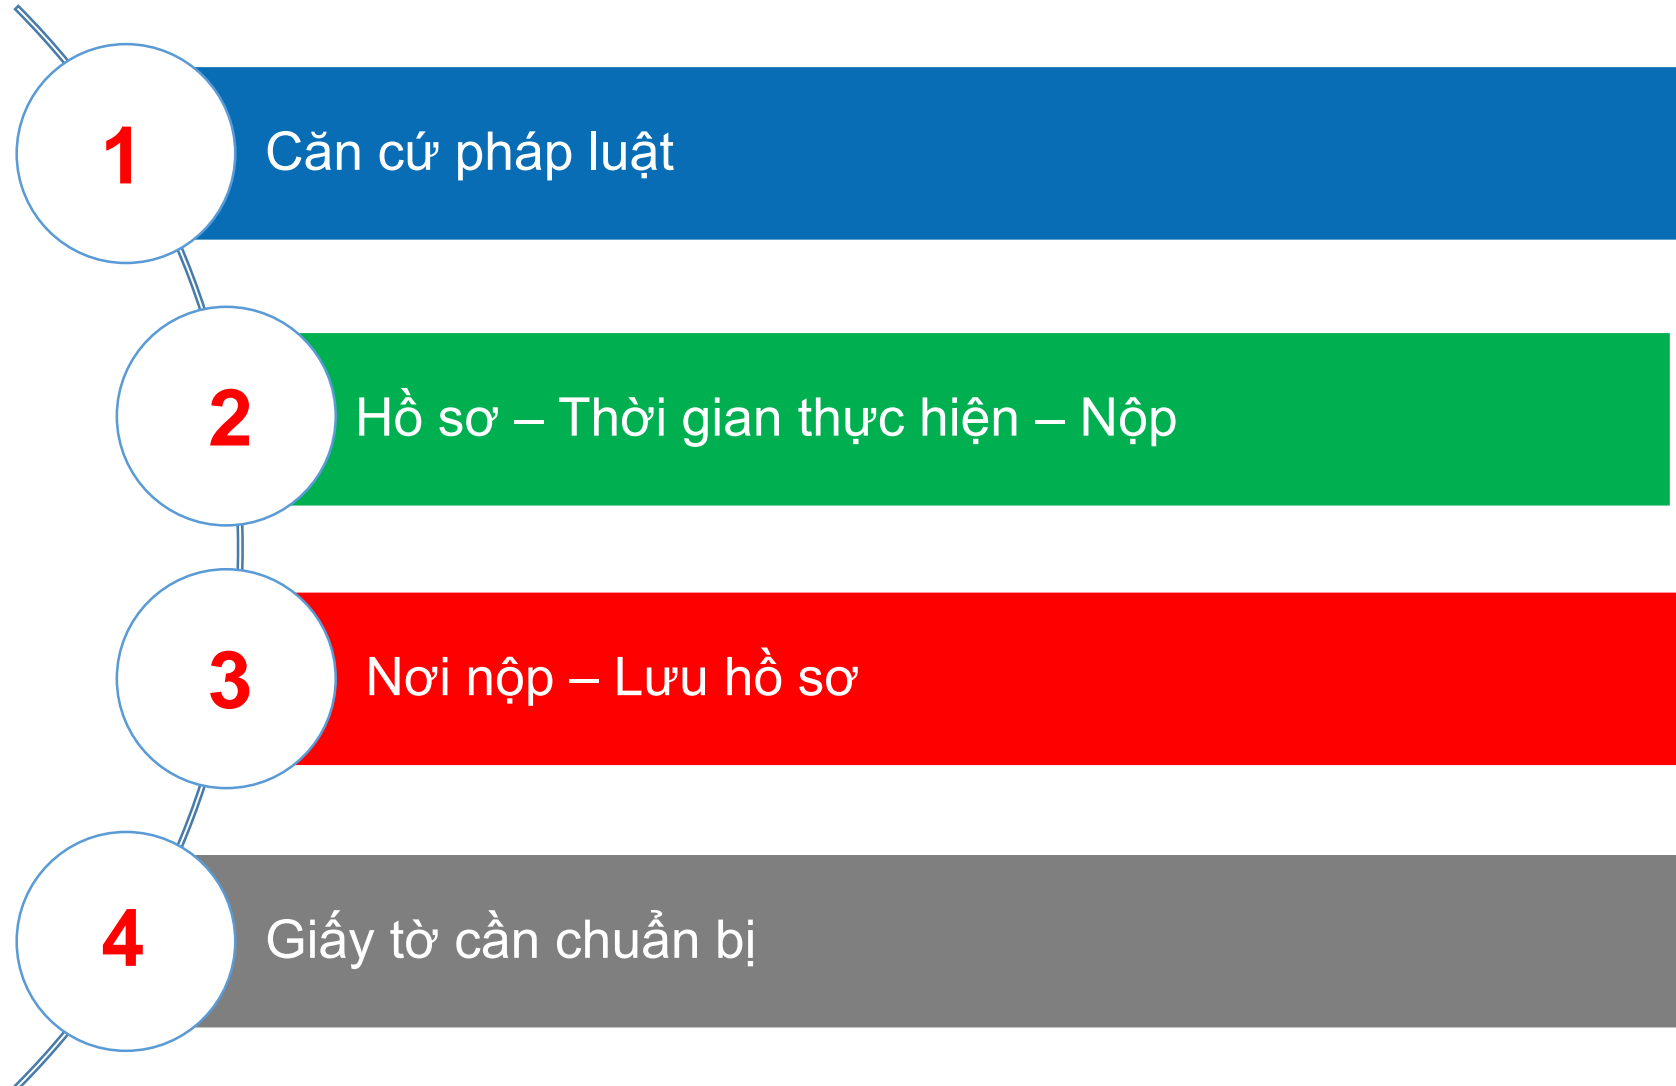 1
Căn cứ pháp luật
2
Hồ sơ – Thời gian thực hiện – Nộp
3
Nơi nộp – Lưu hồ sơ
4
Giấy tờ cần chuẩn bị